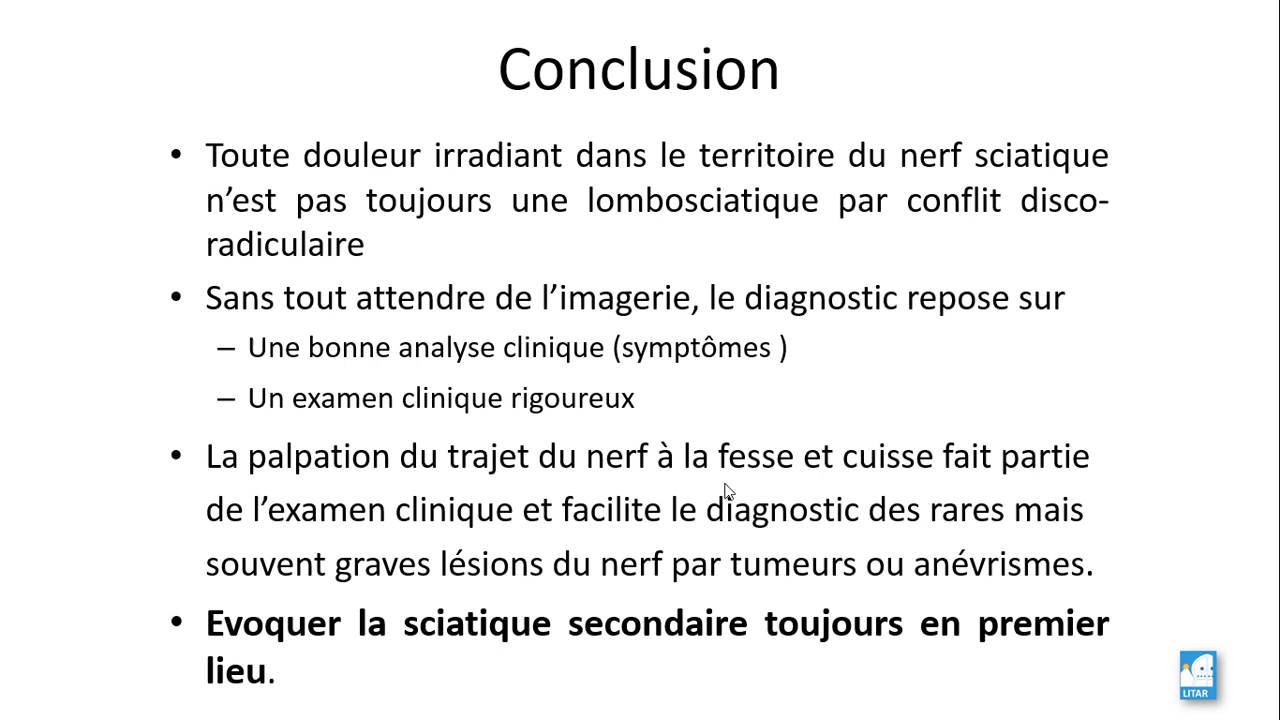 Conclusion
• Toute douleur irradiant dans le territoire du nerf sciatique
n’est pas toujours une lombosciatique par conflit disco-
radiculaire
• Sans tout attendre de l’imagerie, le diagnostic repose sur
– Une bonne analyse clinique (symptômes )
– Un examen clinique rigoureux
• La palpation du trajet du nerf à la fesse et cuisse fait partie
de l’examen clinique et facilite le diagnostic des rares mais
souvent graves lésions du nerf par tumeurs ou anévrismes.
• Evoquer la sciatique secondaire toujours en premier
lieu.
LITAR